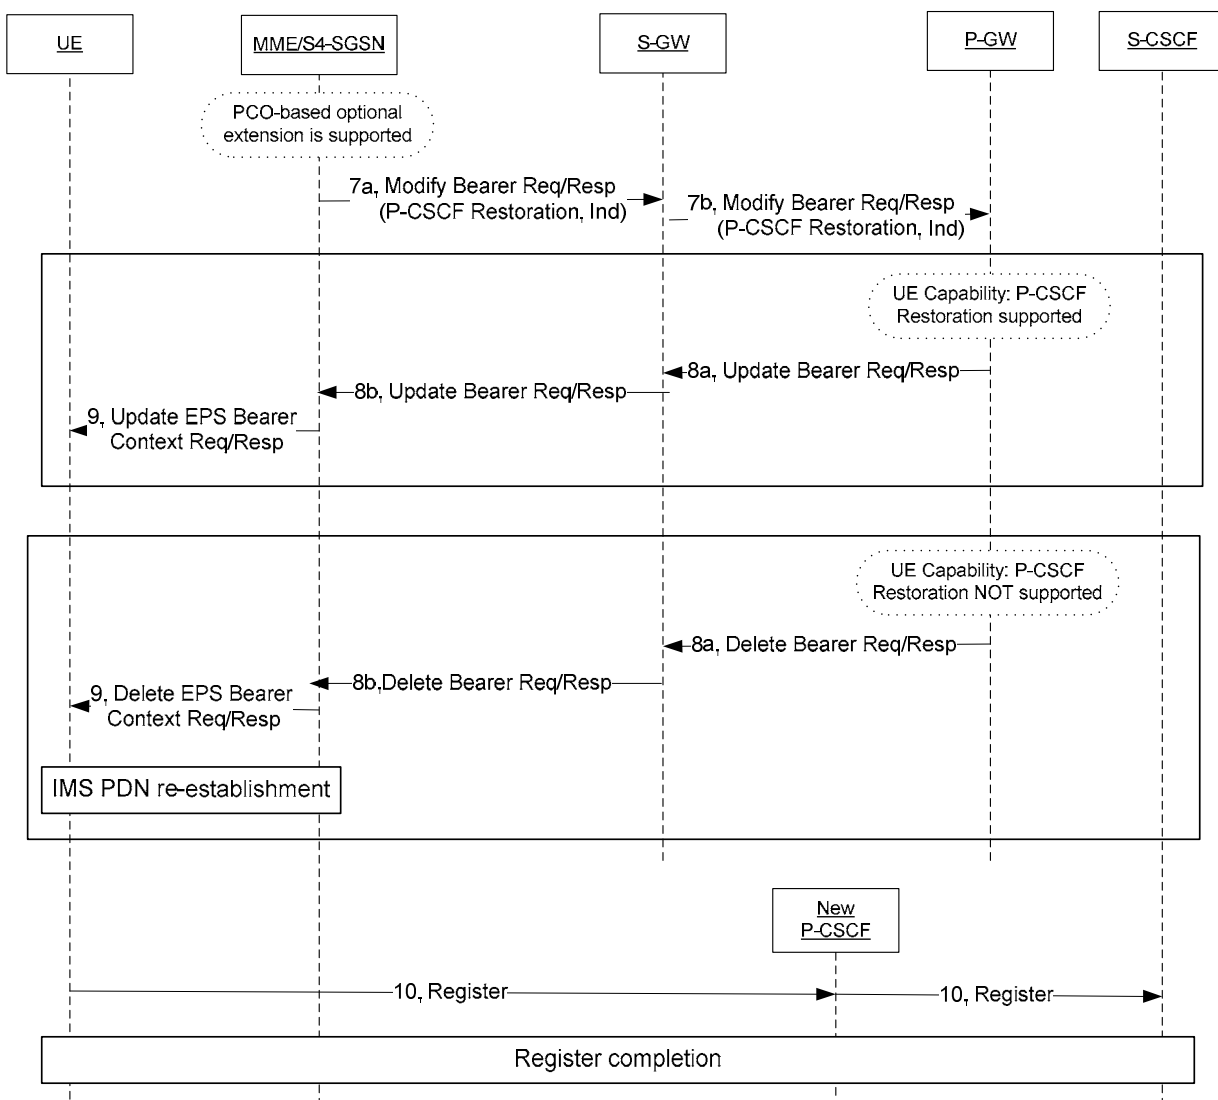 UE
MME/S4-SGSN
S-GW
P-GW
S-CSCF
PCO-based optional
extension is supported
7a, Modify Bearer Req/Resp
(P-CSCF Restoration, Ind)
7b, Modify Bearer Req/Resp
(P-CSCF Restoration, Ind)
UE Capability: P-CSCF
Restoration supported
8a, Update Bearer Req/Resp
8b, Update Bearer Req/Resp
9, Update EPS Bearer
Context Req/Resp
UE Capability: P-CSCF
Restoration NOT supported
8a, Delete Bearer Req/Resp
8b,Delete Bearer Req/Resp
9, Delete EPS Bearer
Context Req/Resp
IMS PDN re-establishment
New
P-CSCF
10, Register
10, Register
Register completion